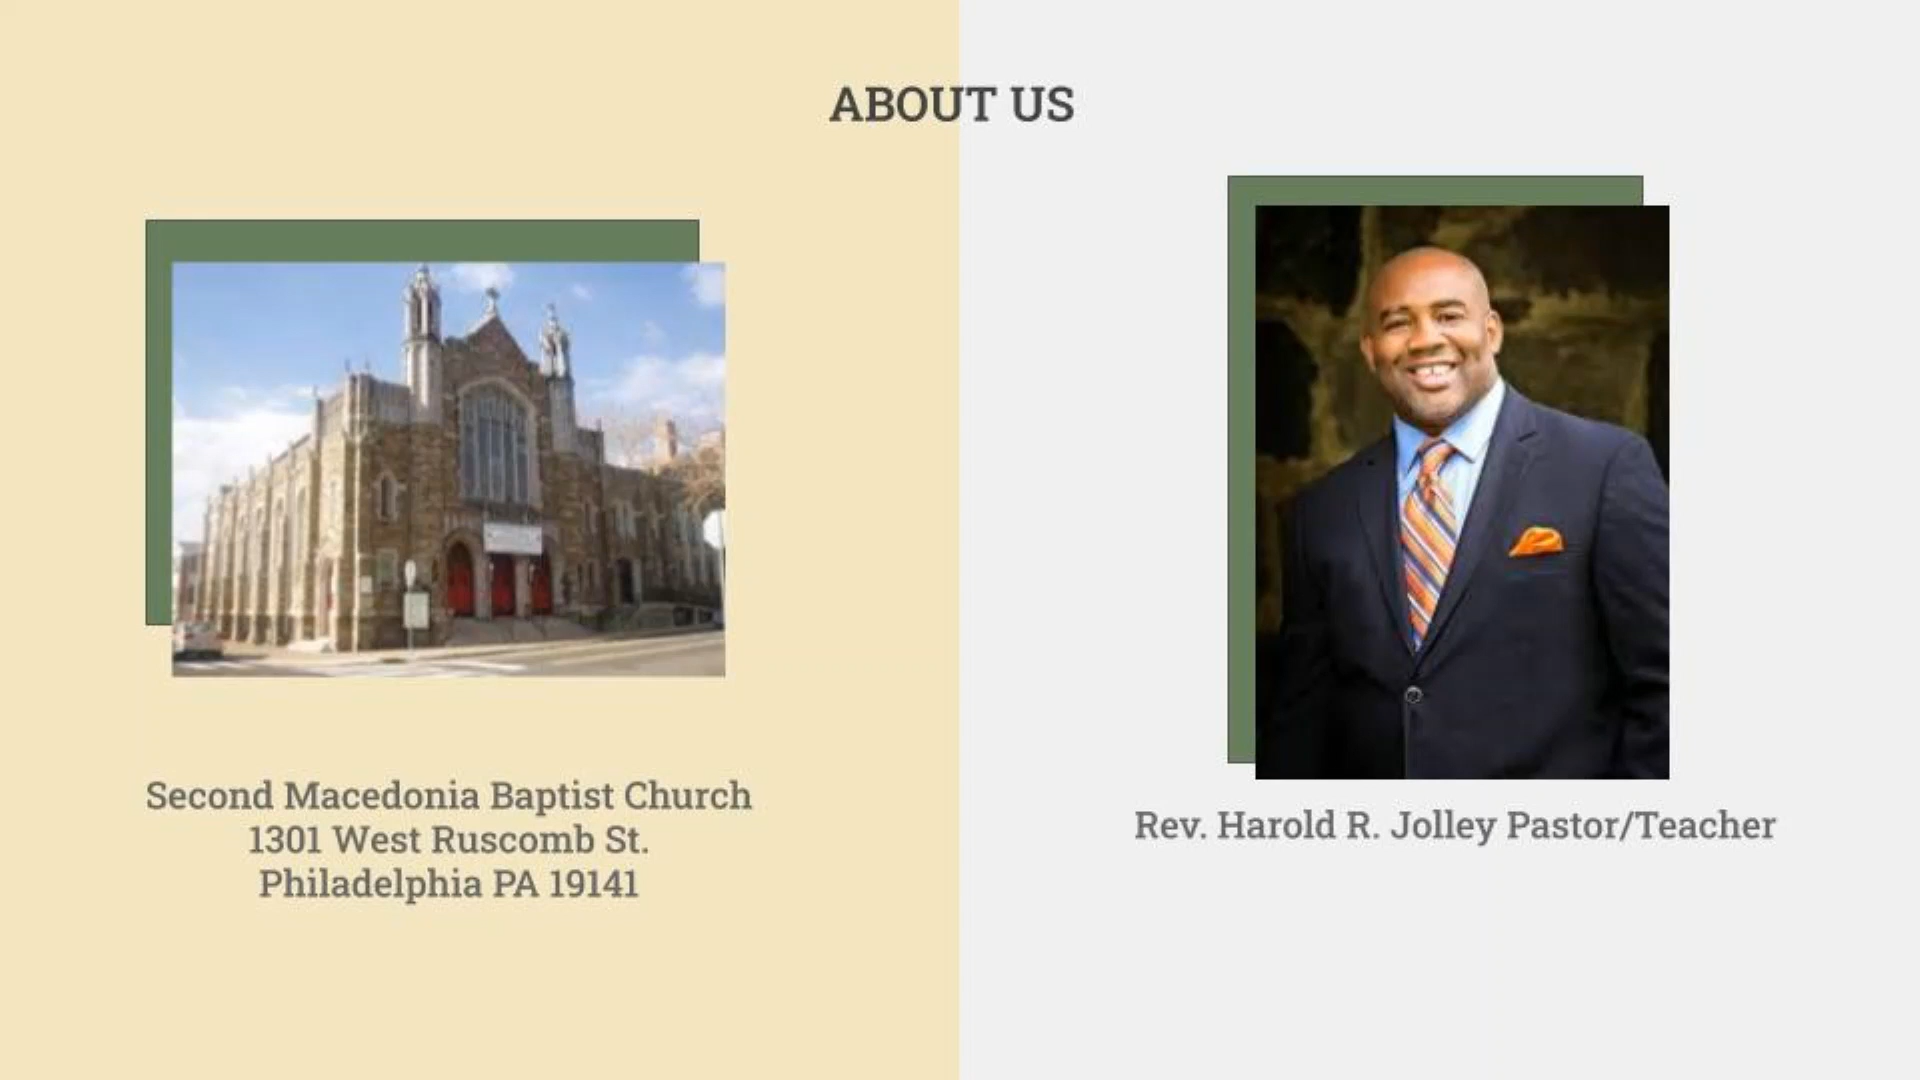 ABOUT US
Second Macedonia Baptist Church
1301 West Ruscomb St.
Philadelphia PA 19141
Rev. Harold R. Jolley Pastor/Teacher